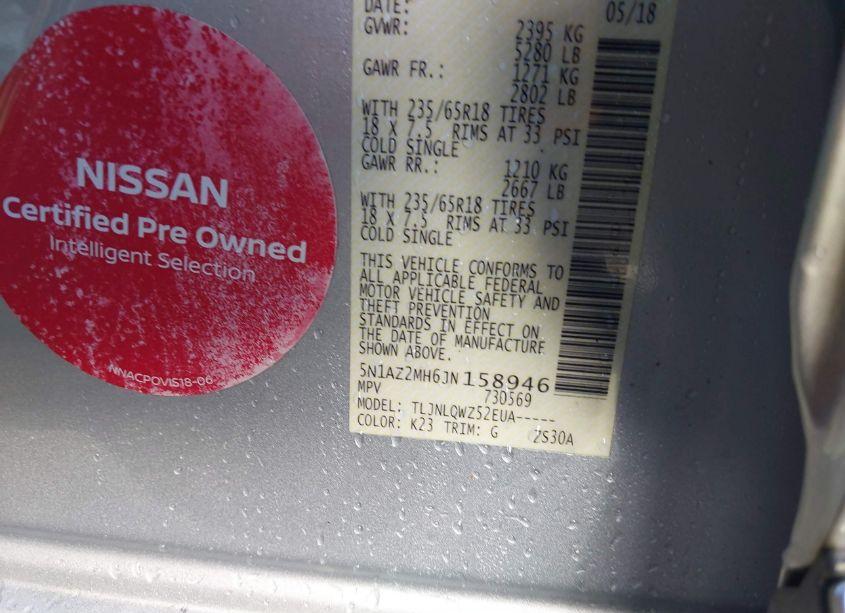 NISSAN
Certified Pre Owned
Intelligent Selection
NNACPOVIS18-06
DATE: 05/18
GVWR: 2395 KG
5280 LB
GAWR FR.: 1271 KG
2802 LB
WITH 235/65R18 TIRES
18 X 7.5 RIMS AT 33 PSI
COLD SINGLE
GAWR RR.: 1210 KG
2667 LB
WITH 235/65R18 TIRES
18 X 7.5 RIMS AT 33 PSI
COLD SINGLE
THIS VEHICLE CONFORMS TO
ALL APPLICABLE FEDERAL
MOTOR VEHICLE SAFETY AND
THEFT PREVENTION
STANDARDS IN EFFECT ON
THE DATE OF MANUFACTURE
SHOWN ABOVE.
5N1AZ2MH6JN158946
MPV 730569
MODEL: TLJNLQWZ52EUA-----
COLOR: K23 TRIM: G 2S30A